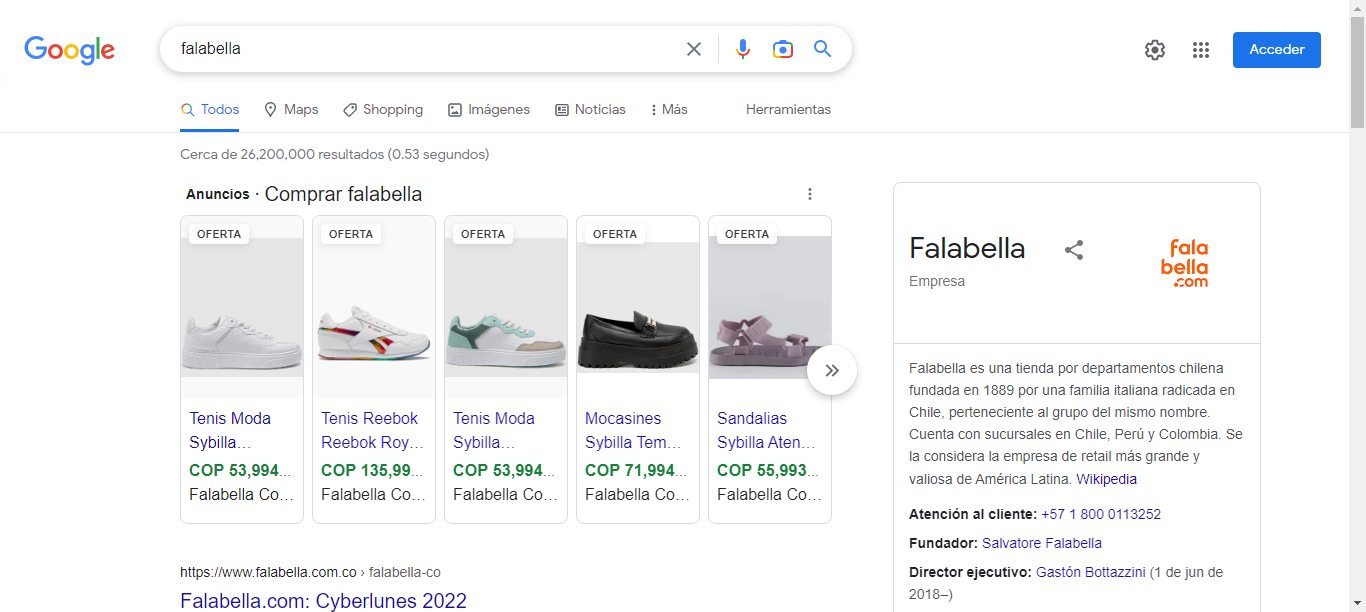 Google
falabella
Acceder
Todos
Maps
Shopping
Imágenes
Noticias
Más
Herramientas
Cerca de 26,200,000 resultados (0.53 segundos)
Anuncios · Comprar falabella
OFERTA
OFERTA
OFERTA
OFERTA
OFERTA
Tenis Moda
Sybilla...
COP 53,994...
Falabella Co...
Tenis Reebok
Reebok Roy...
COP 135,99...
Falabella Co...
Tenis Moda
Sybilla...
COP 53,994...
Falabella Co...
Mocasines
Sybilla Tem...
COP 71,994...
Falabella Co...
Sandalias
Sybilla Aten...
COP 55,993...
Falabella Co...
https://www.falabella.com.co › falabella-co
Falabella.com: Cyberlunes 2022
Falabella
Empresa
fala
bella
.com
Falabella es una tienda por departamentos chilena
fundada en 1889 por una familia italiana radicada en
Chile, perteneciente al grupo del mismo nombre.
Cuenta con sucursales en Chile, Perú y Colombia. Se
la considera la empresa de retail más grande y
valiosa de América Latina. Wikipedia
Atención al cliente: +57 1 800 0113252
Fundador: Salvatore Falabella
Director ejecutivo: Gastón Bottazzini (1 de jun de
2018–)